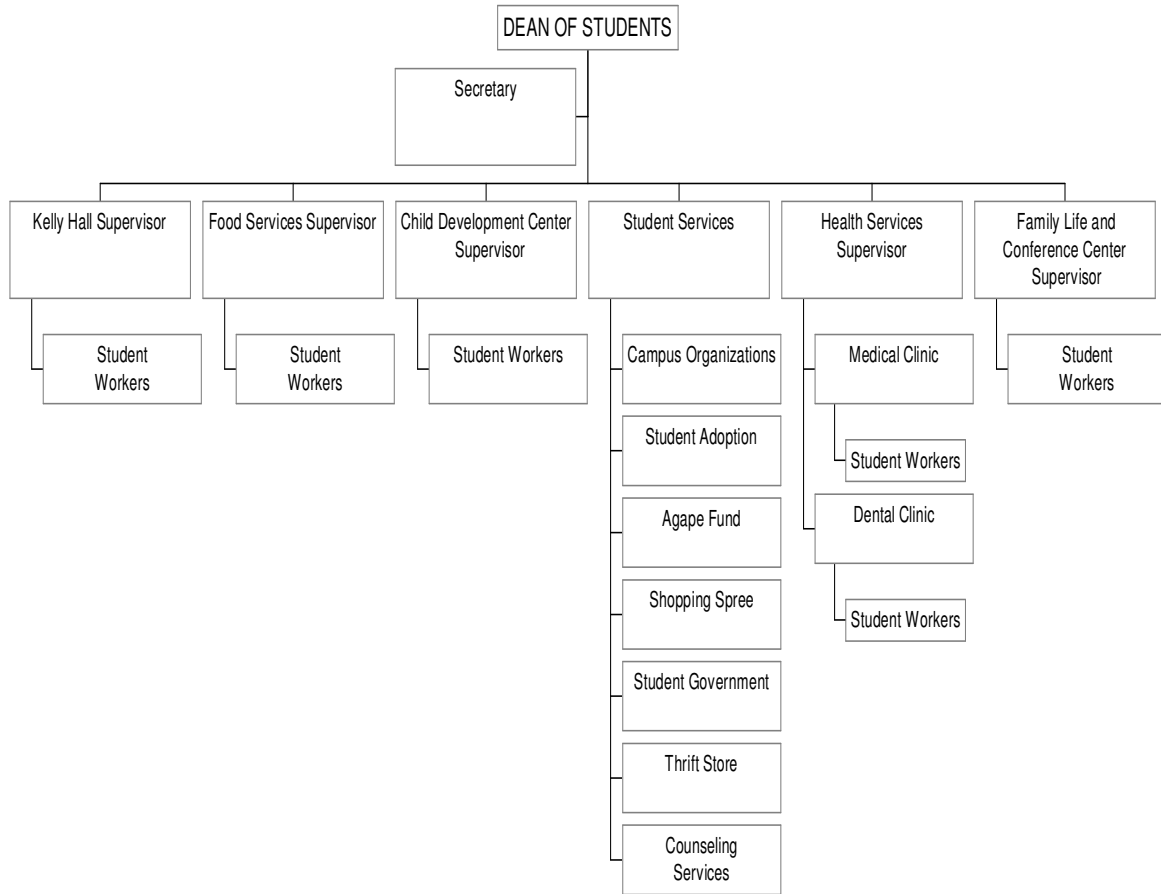 DEAN OF STUDENTS
Secretary
Kelly Hall Supervisor
Food Services Supervisor
Child Development Center
Supervisor
Student Services
Health Services
Supervisor
Family Life and
Conference Center
Supervisor
Student
Workers
Student
Workers
Student Workers
Campus Organizations
Medical Clinic
Student
Workers
Student Adoption
Student Workers
Agape Fund
Dental Clinic
Shopping Spree
Student Workers
Student Government
Thrift Store
Counseling
Services